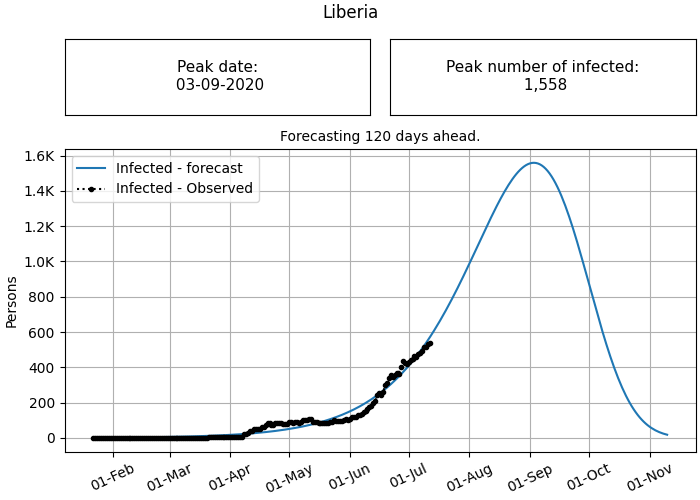 Liberia
Peak date:
03-09-2020
Peak number of infected:
1,558
Forecasting 120 days ahead.
Infected - forecast
Infected - Observed
1.6K
1.4K
1.2K
1.0K
800
600
400
200
0
Persons
01-Feb
01-Mar
01-Apr
01-May
01-Jun
01-Jul
01-Aug
01-Sep
01-Oct
01-Nov